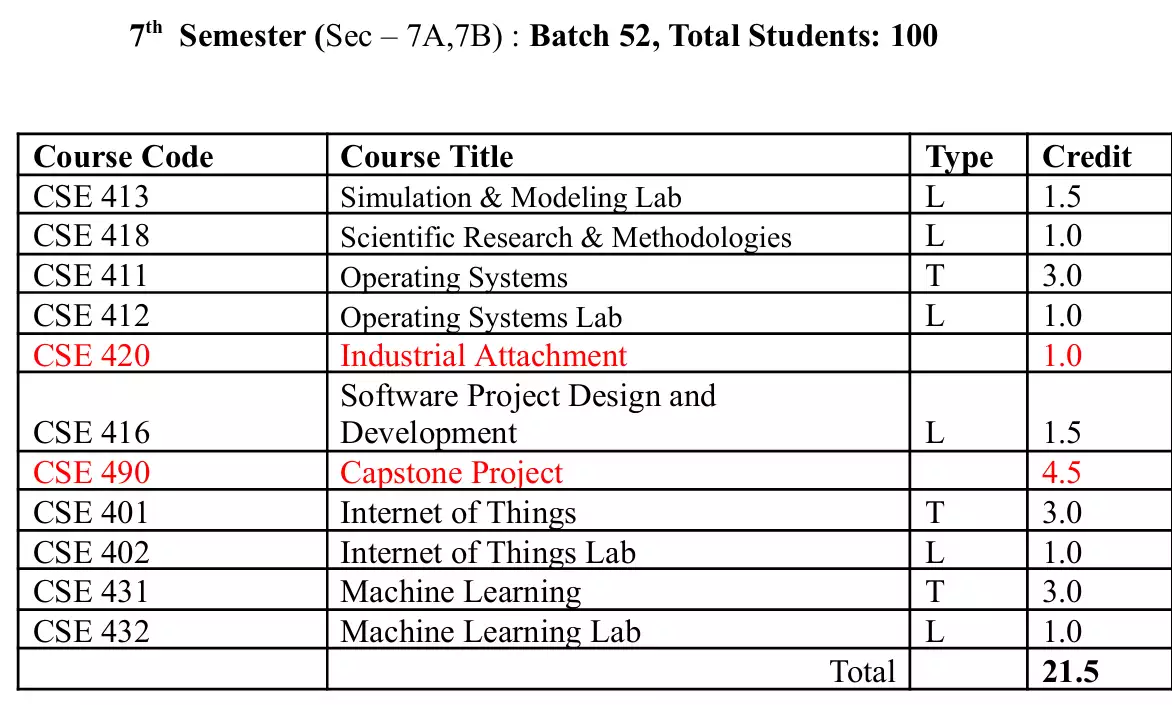 7th Semester (Sec – 7A,7B) : Batch 52, Total Students: 100
Course Code Course Title Type Credit
CSE 413 Simulation & Modeling Lab L 1.5
CSE 418 Scientific Research & Methodologies L 1.0
CSE 411 Operating Systems T 3.0
CSE 412 Operating Systems Lab L 1.0
CSE 420 Industrial Attachment 1.0
Software Project Design and
CSE 416 Development L 1.5
CSE 490 Capstone Project 4.5
CSE 401 Internet of Things T 3.0
CSE 402 Internet of Things Lab L 1.0
CSE 431 Machine Learning T 3.0
CSE 432 Machine Learning Lab L 1.0
Total 21.5